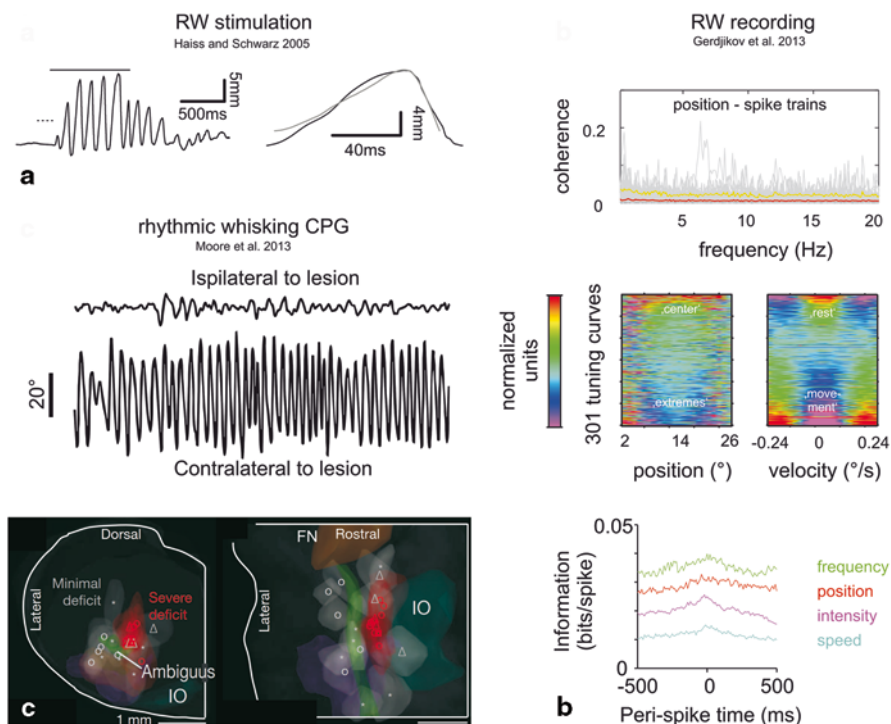 a
RW stimulation
Haiss and Schwarz 2005
500ms
5mm
40ms
4mm
a
c
rhythmic whisking CPG
Moore et al. 2013
Ispilateral to lesion
20°
Contralateral to lesion
Dorsal
Lateral
Minimal
deficit
Severe
deficit
Ambiguus
IO
1 mm
c
FN
Rostral
Lateral
IO
b
RW recording
Gerdjikov et al. 2013
position - spike trains
coherence
0.2
0
5
10
15
20
frequency (Hz)
normalized
units
301 tuning curves
‚center‘
‚extremes‘
2
14
26
position (°)
‚rest‘
‚move-
ment‘
-0.24
0
0.24
velocity (°/s)
0.05
Information
(bits/spike)
0
frequency
position
intensity
speed
-500
0
500
Peri-spike time (ms)
b